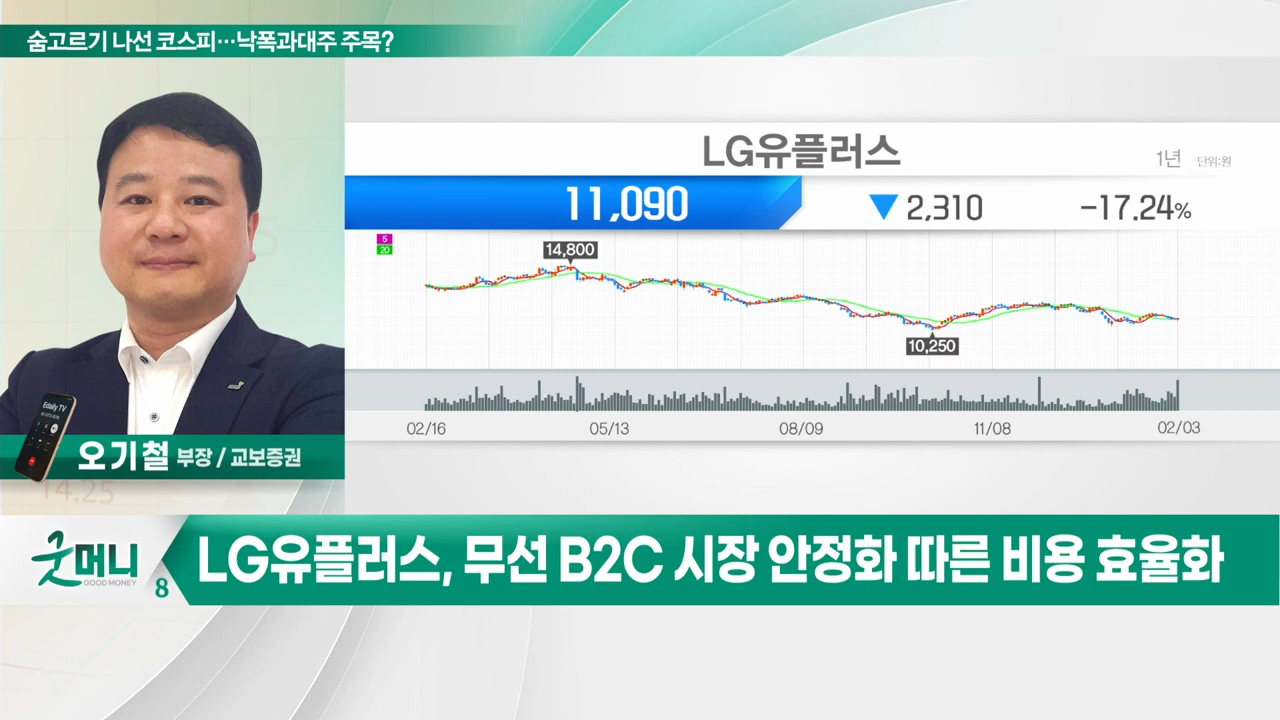 숨고르기 나선 코스피…낙폭과대주 주목?
LG유플러스
1년 단위:원
11,090 ▼ 2,310 -17.24%
5
20
14,800
10,250
02/16 05/13 08/09 11/08 02/03
Edaily TV
오기철 부장 / 교보증권
14.25
굿머니
GOOD MONEY
8
LG유플러스, 무선 B2C 시장 안정화 따른 비용 효율화